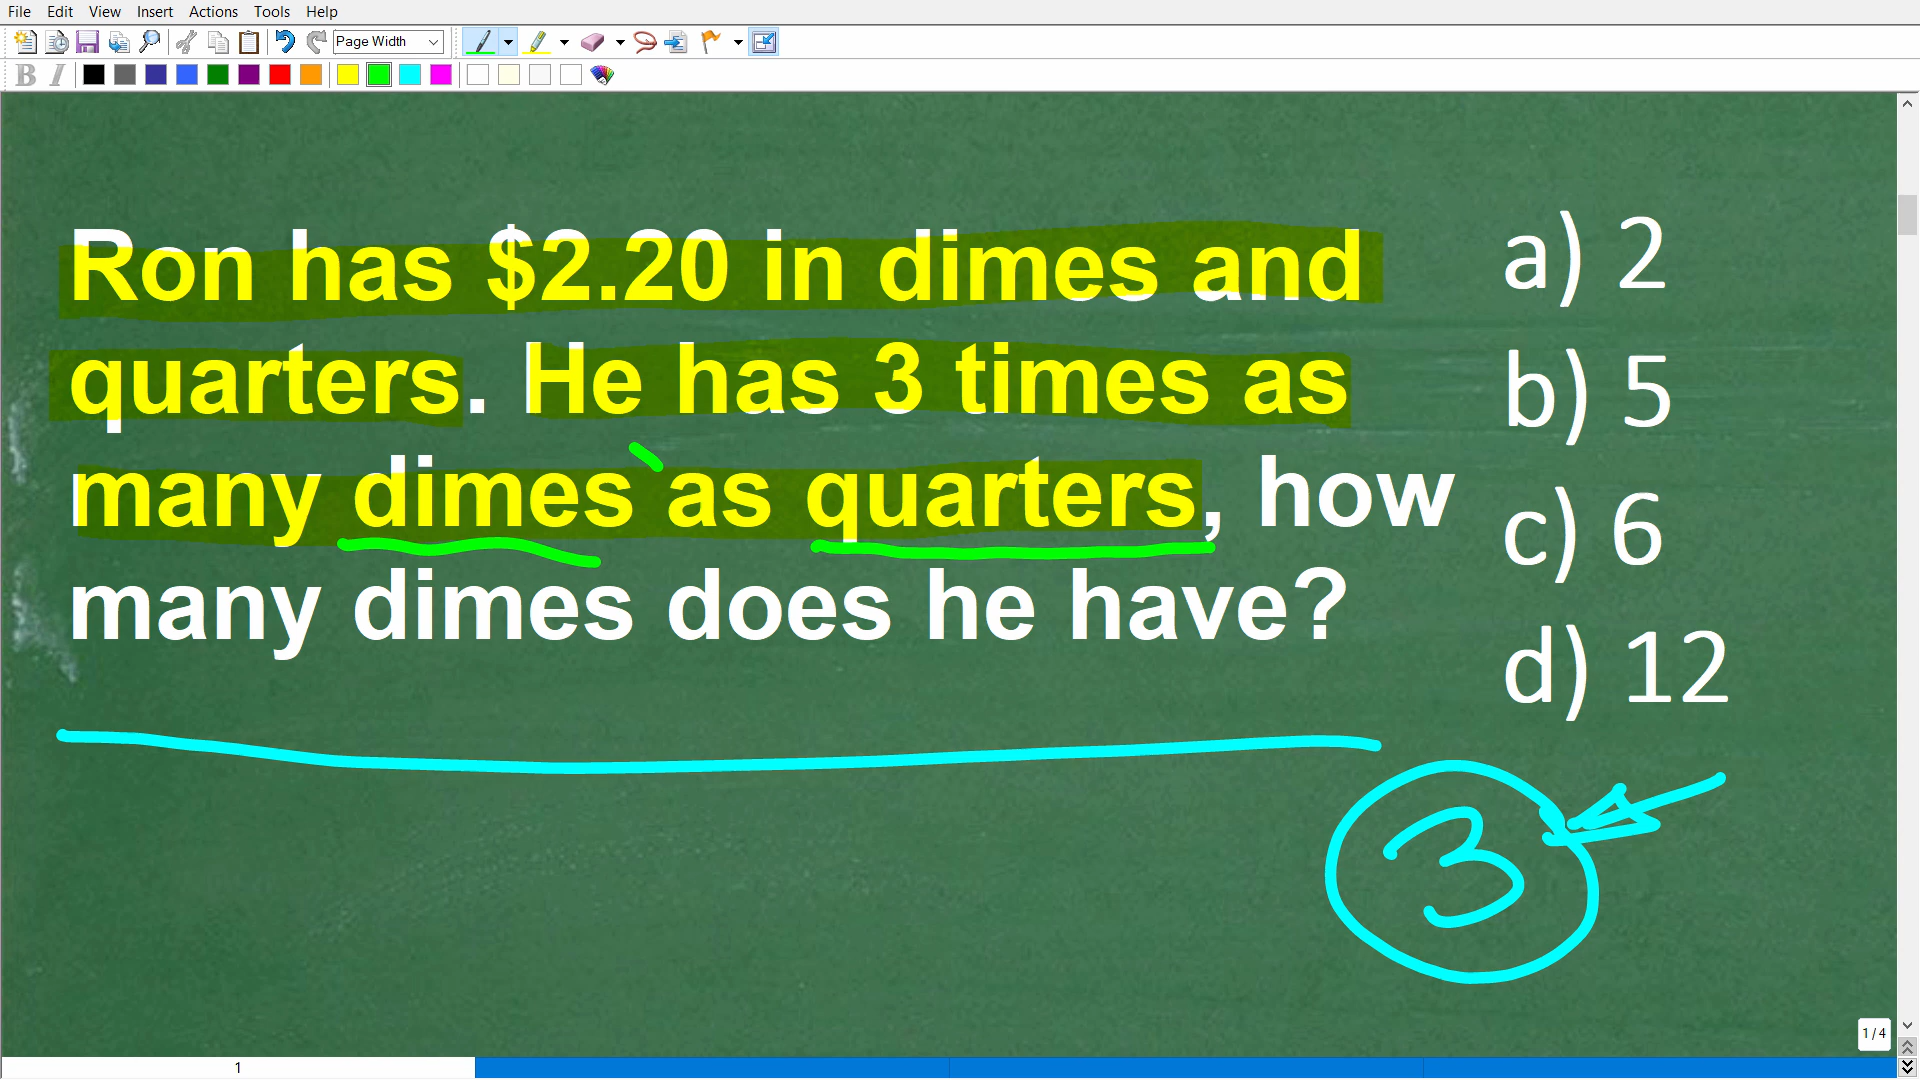 File Edit View Insert Actions Tools Help
Page Width
B I
Ron has $2.20 in dimes and
quarters. He has 3 times as
many dimes as quarters, how
many dimes does he have?
a) 2
b) 5
c) 6
d) 12
3
1 / 4
1